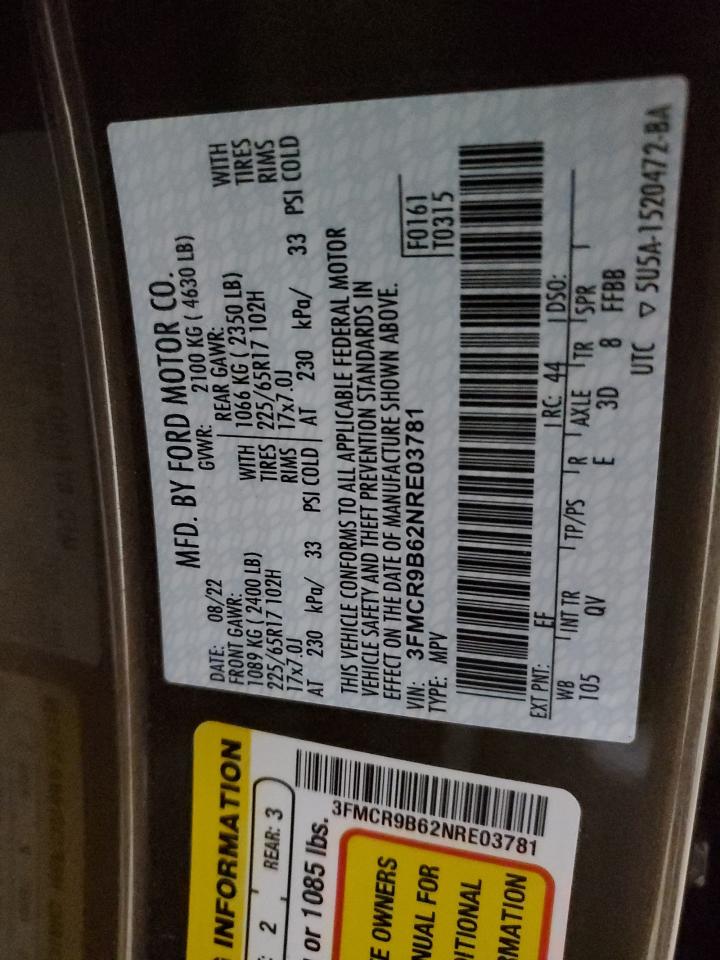 MFD. BY FORD MOTOR CO.
DATE: 08/22 GVWR: 2100 KG ( 4630 LB)
FRONT GAWR: REAR GAWR:
1089 KG ( 2400 LB) WITH 1066 KG ( 2350 LB) WITH
225/65R17 102H TIRES 225/65R17 102H TIRES
17x7.0J RIMS 17x7.0J RIMS
AT 230 kPa/ 33 PSI COLD AT 230 kPa/ 33 PSI COLD
THIS VEHICLE CONFORMS TO ALL APPLICABLE FEDERAL MOTOR
VEHICLE SAFETY AND THEFT PREVENTION STANDARDS IN
EFFECT ON THE DATE OF MANUFACTURE SHOWN ABOVE.
VIN: 3FMCR9B62NRE03781 F0161
TYPE: MPV T0315
EXT PNT: EF RC: 44 DSO:
WB INT TR TP/PS R AXLE TR SPR
105 QV E 3D 8 FFBB
UTC ▽ 5U5A-1520472-BA
INFORMATION
2 REAR: 3
or 1085 lbs.
3FMCR9B62NRE03781
OWNERS
FOR